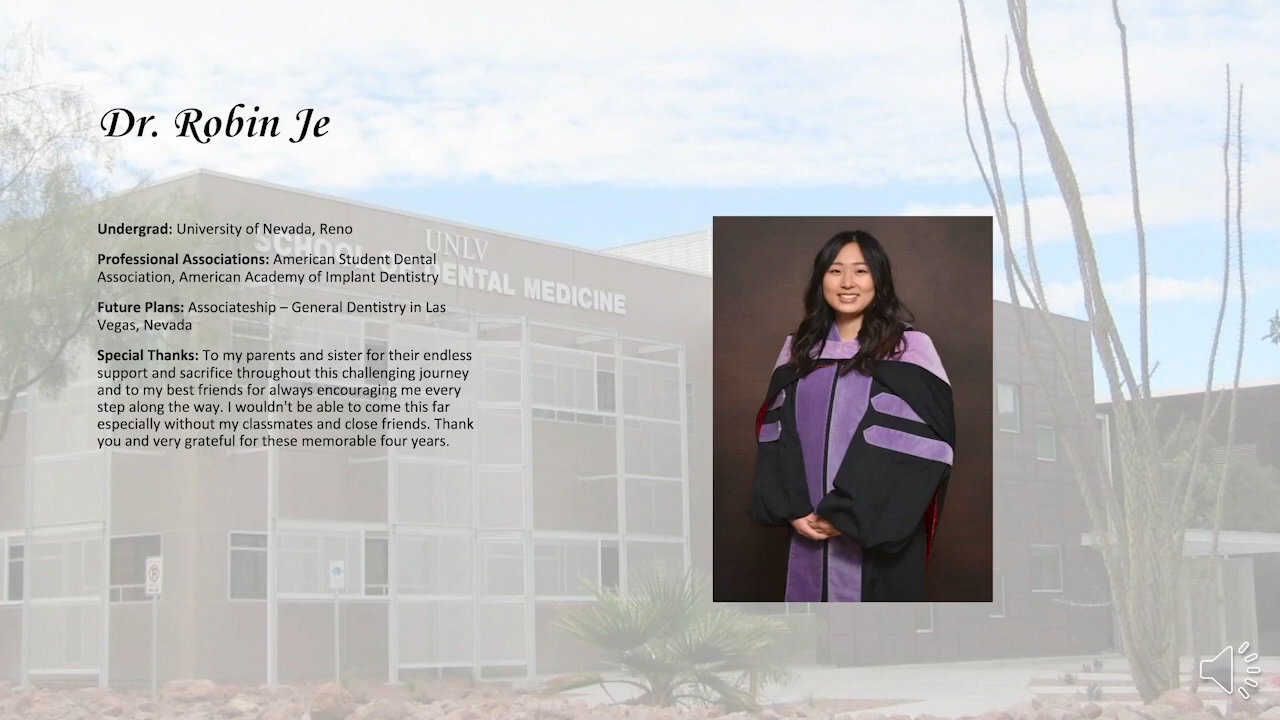 Dr. Robin Je
Undergrad: University of Nevada, Reno
Professional Associations: American Student Dental
Association, American Academy of Implant Dentistry
Future Plans: Associateship – General Dentistry in Las
Vegas, Nevada
Special Thanks: To my parents and sister for their endless
support and sacrifice throughout this challenging journey
and to my best friends for always encouraging me every
step along the way. I wouldn't be able to come this far
especially without my classmates and close friends. Thank
you and very grateful for these memorable four years.
UNLV
SCHOOL DENTAL MEDICINE